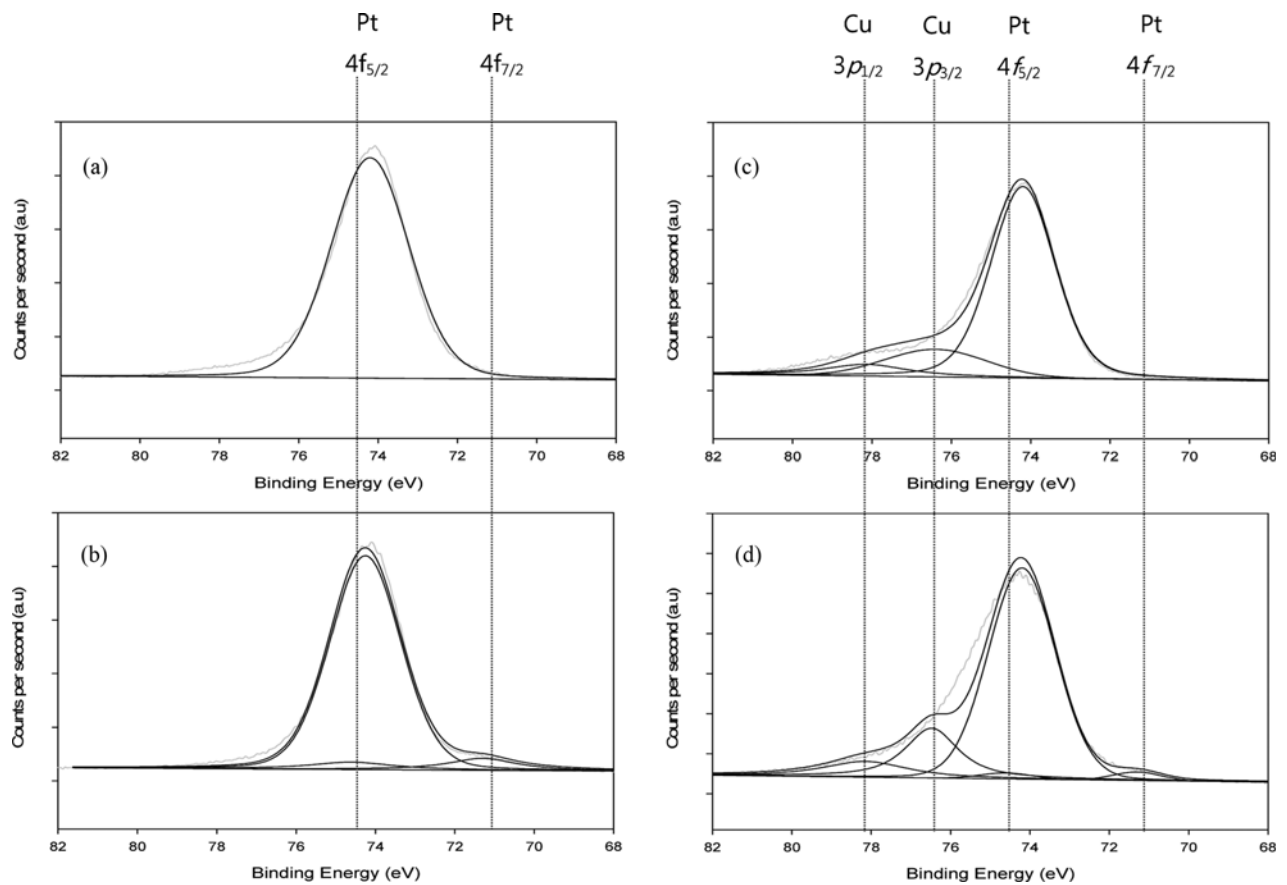 Pt Pt
4f5/2 4f7/2
Cu Cu Pt Pt
3p1/2 3p3/2 4f5/2 4f7/2
(a)
Counts per second (a.u)
82 80 78 76 74 72 70 68
Binding Energy (eV)
(c)
Counts per second (a.u)
82 80 78 76 74 72 70 68
Binding Energy (eV)
(b)
Counts per second (a.u)
82 80 78 76 74 72 70 68
Binding Energy (eV)
(d)
Counts per second (a.u)
82 80 78 76 74 72 70 68
Binding Energy (eV)